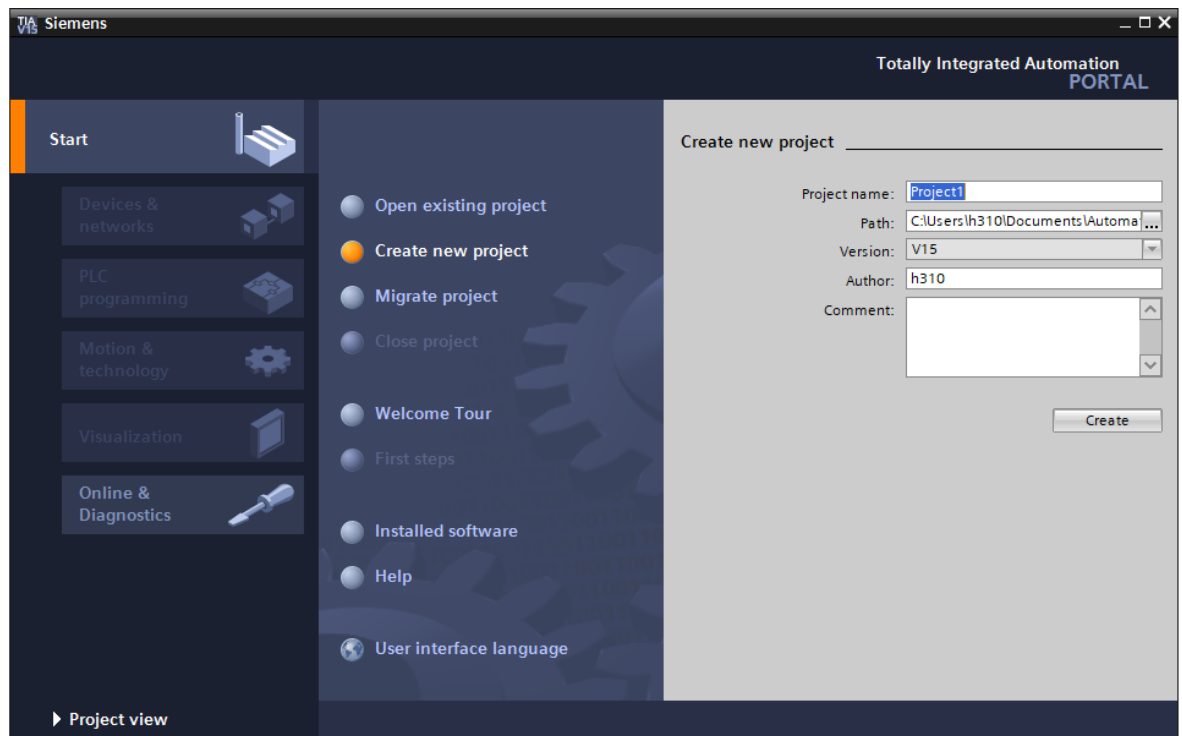 TIA
V15
Siemens
Totally Integrated Automation
PORTAL
Start
Devices &
networks
PLC
programming
Motion &
technology
Visualization
Online &
Diagnostics
Project view
Open existing project
Create new project
Migrate project
Close project
Welcome Tour
First steps
Installed software
Help
User interface language
Create new project
Project name: Project1
Path: C:\Users\h310\Documents\Automa ...
Version: V15
Author: h310
Comment:
Create